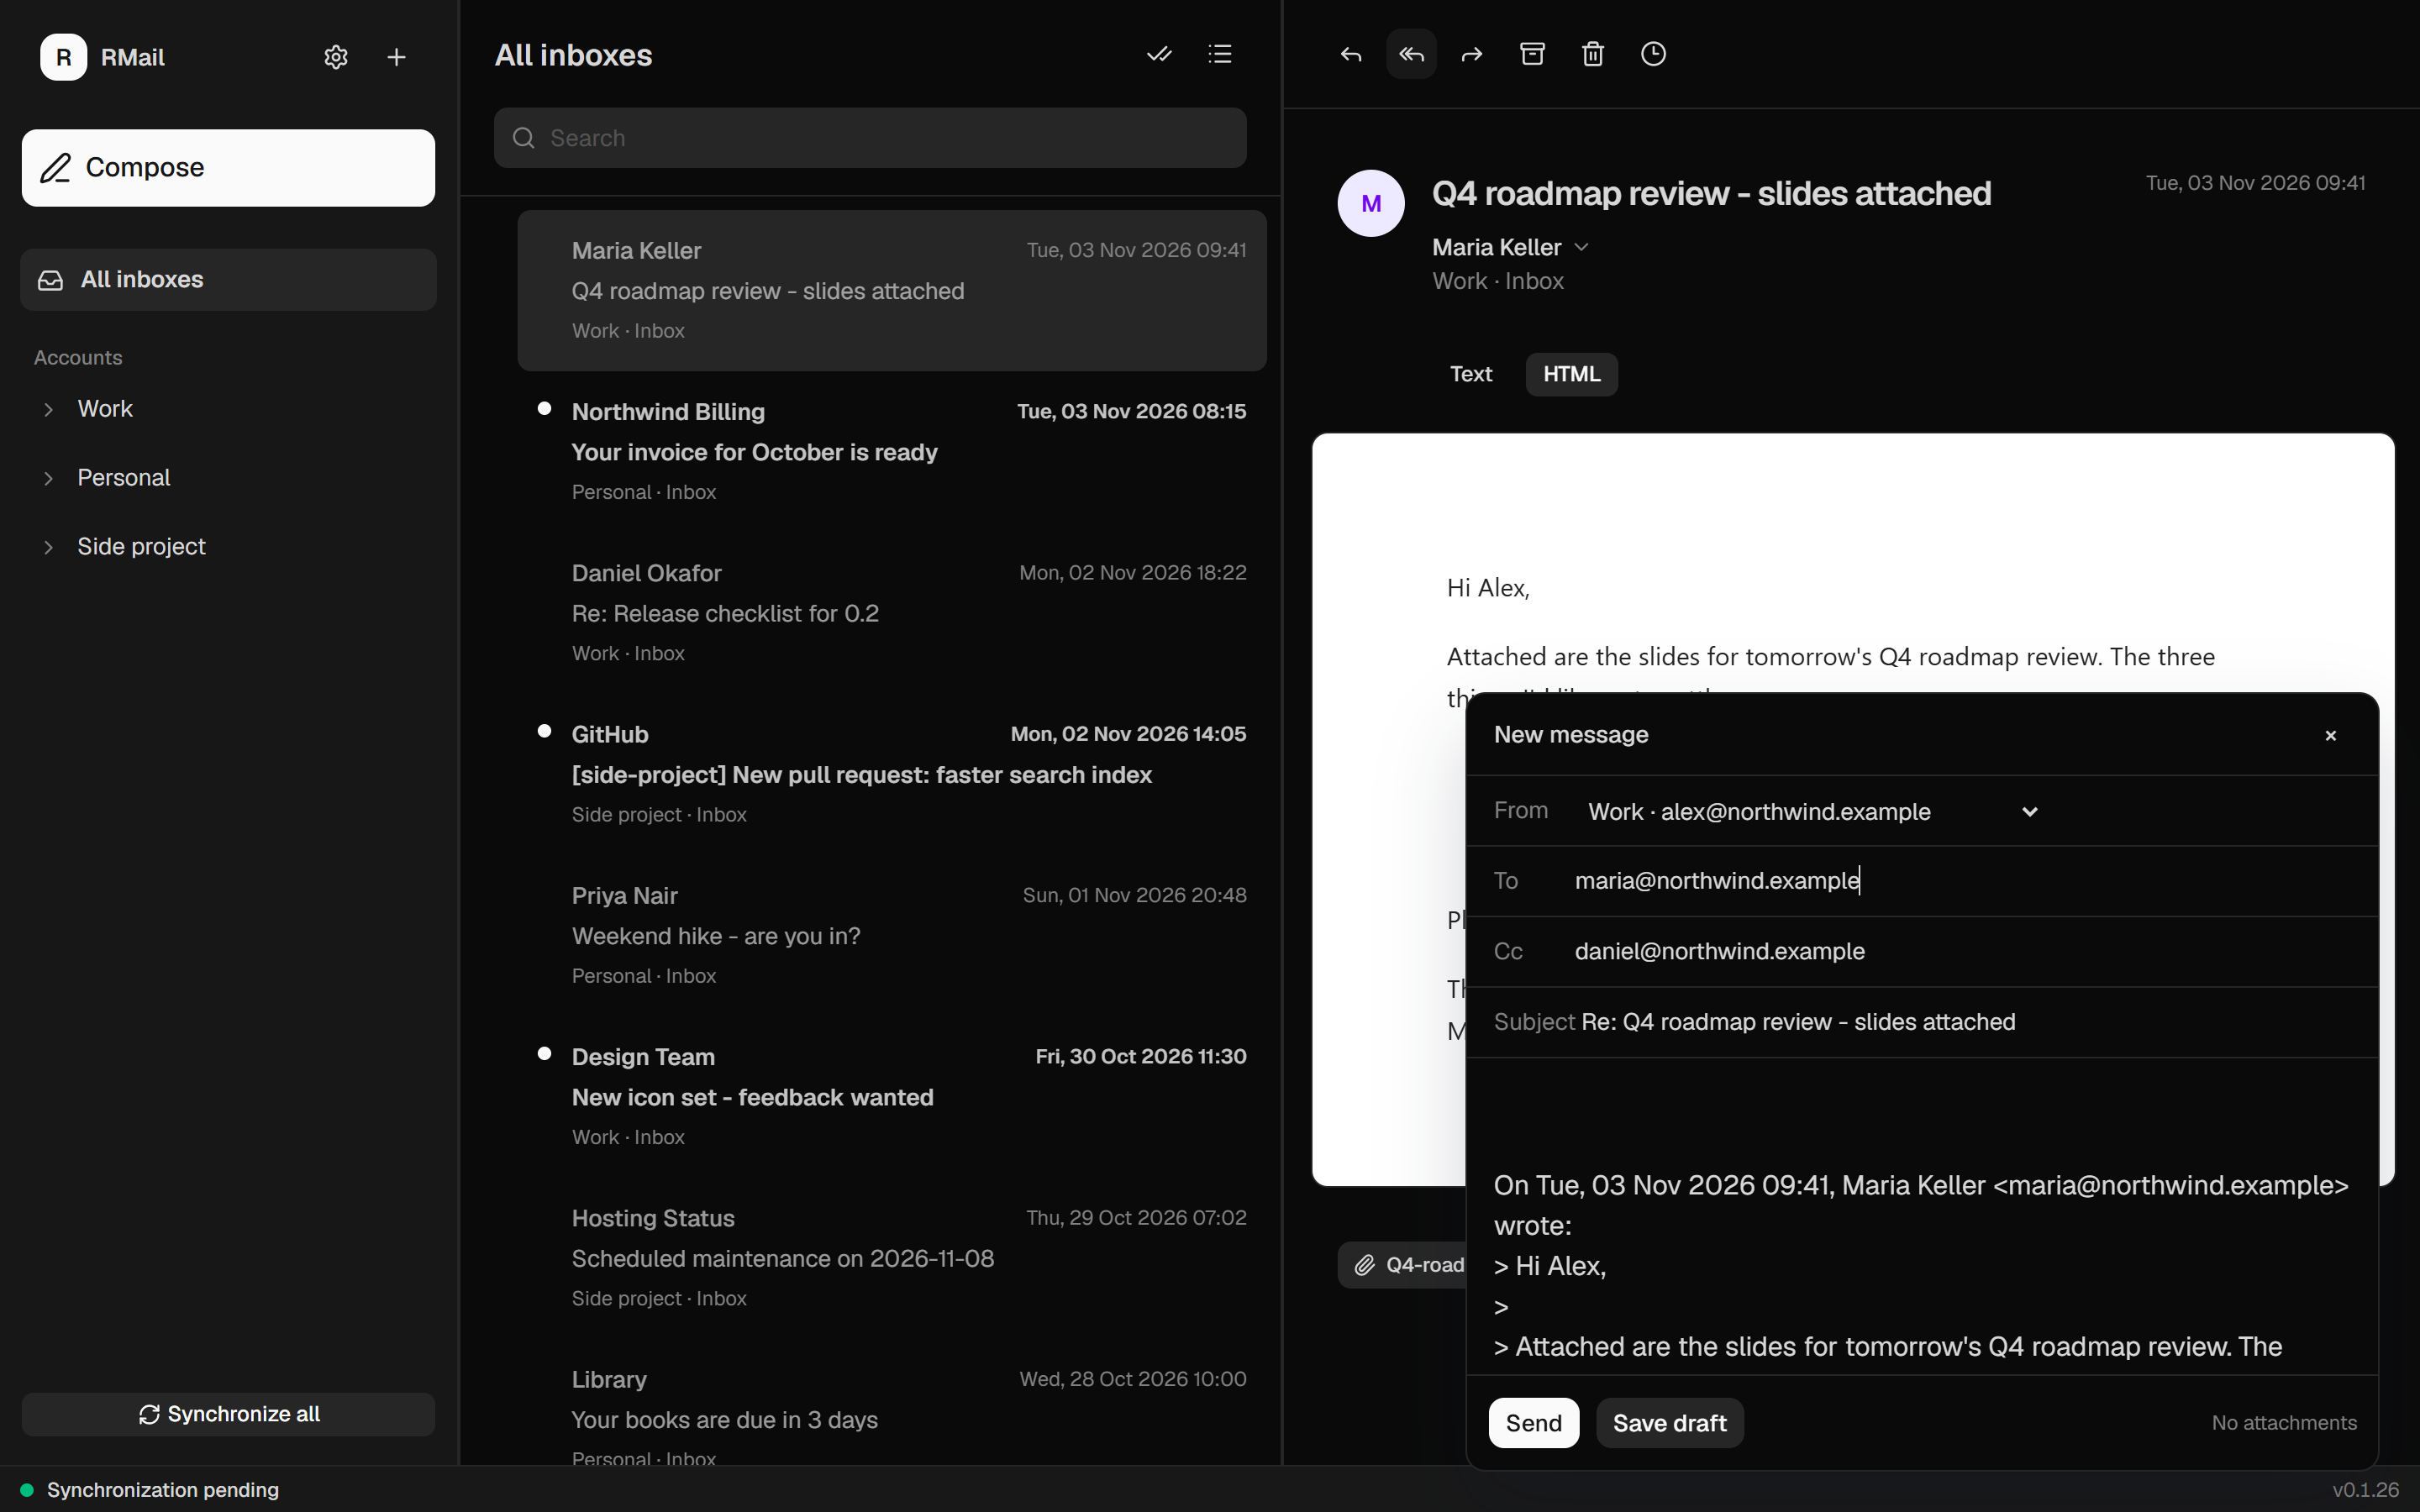 R RMail
Compose
All inboxes
Accounts
Work
Personal
Side project
Synchronize all
Synchronization pending
All inboxes
Search
Maria Keller Tue, 03 Nov 2026 09:41
Q4 roadmap review - slides attached
Work · Inbox
Northwind Billing Tue, 03 Nov 2026 08:15
Your invoice for October is ready
Personal · Inbox
Daniel Okafor Mon, 02 Nov 2026 18:22
Re: Release checklist for 0.2
Work · Inbox
GitHub Mon, 02 Nov 2026 14:05
[side-project] New pull request: faster search index
Side project · Inbox
Priya Nair Sun, 01 Nov 2026 20:48
Weekend hike - are you in?
Personal · Inbox
Design Team Fri, 30 Oct 2026 11:30
New icon set - feedback wanted
Work · Inbox
Hosting Status Thu, 29 Oct 2026 07:02
Scheduled maintenance on 2026-11-08
Side project · Inbox
Library Wed, 28 Oct 2026 10:00
Your books are due in 3 days
Personal · Inbox
M
Q4 roadmap review - slides attached Tue, 03 Nov 2026 09:41
Maria Keller
Work · Inbox
Text HTML
Hi Alex,
Attached are the slides for tomorrow's Q4 roadmap review. The three
Q4-road
New message ×
From Work · alex@northwind.example
To maria@northwind.example
Cc daniel@northwind.example
Subject Re: Q4 roadmap review - slides attached
On Tue, 03 Nov 2026 09:41, Maria Keller <maria@northwind.example>
wrote:
> Hi Alex,
>
> Attached are the slides for tomorrow's Q4 roadmap review. The
Send Save draft No attachments
v0.1.26